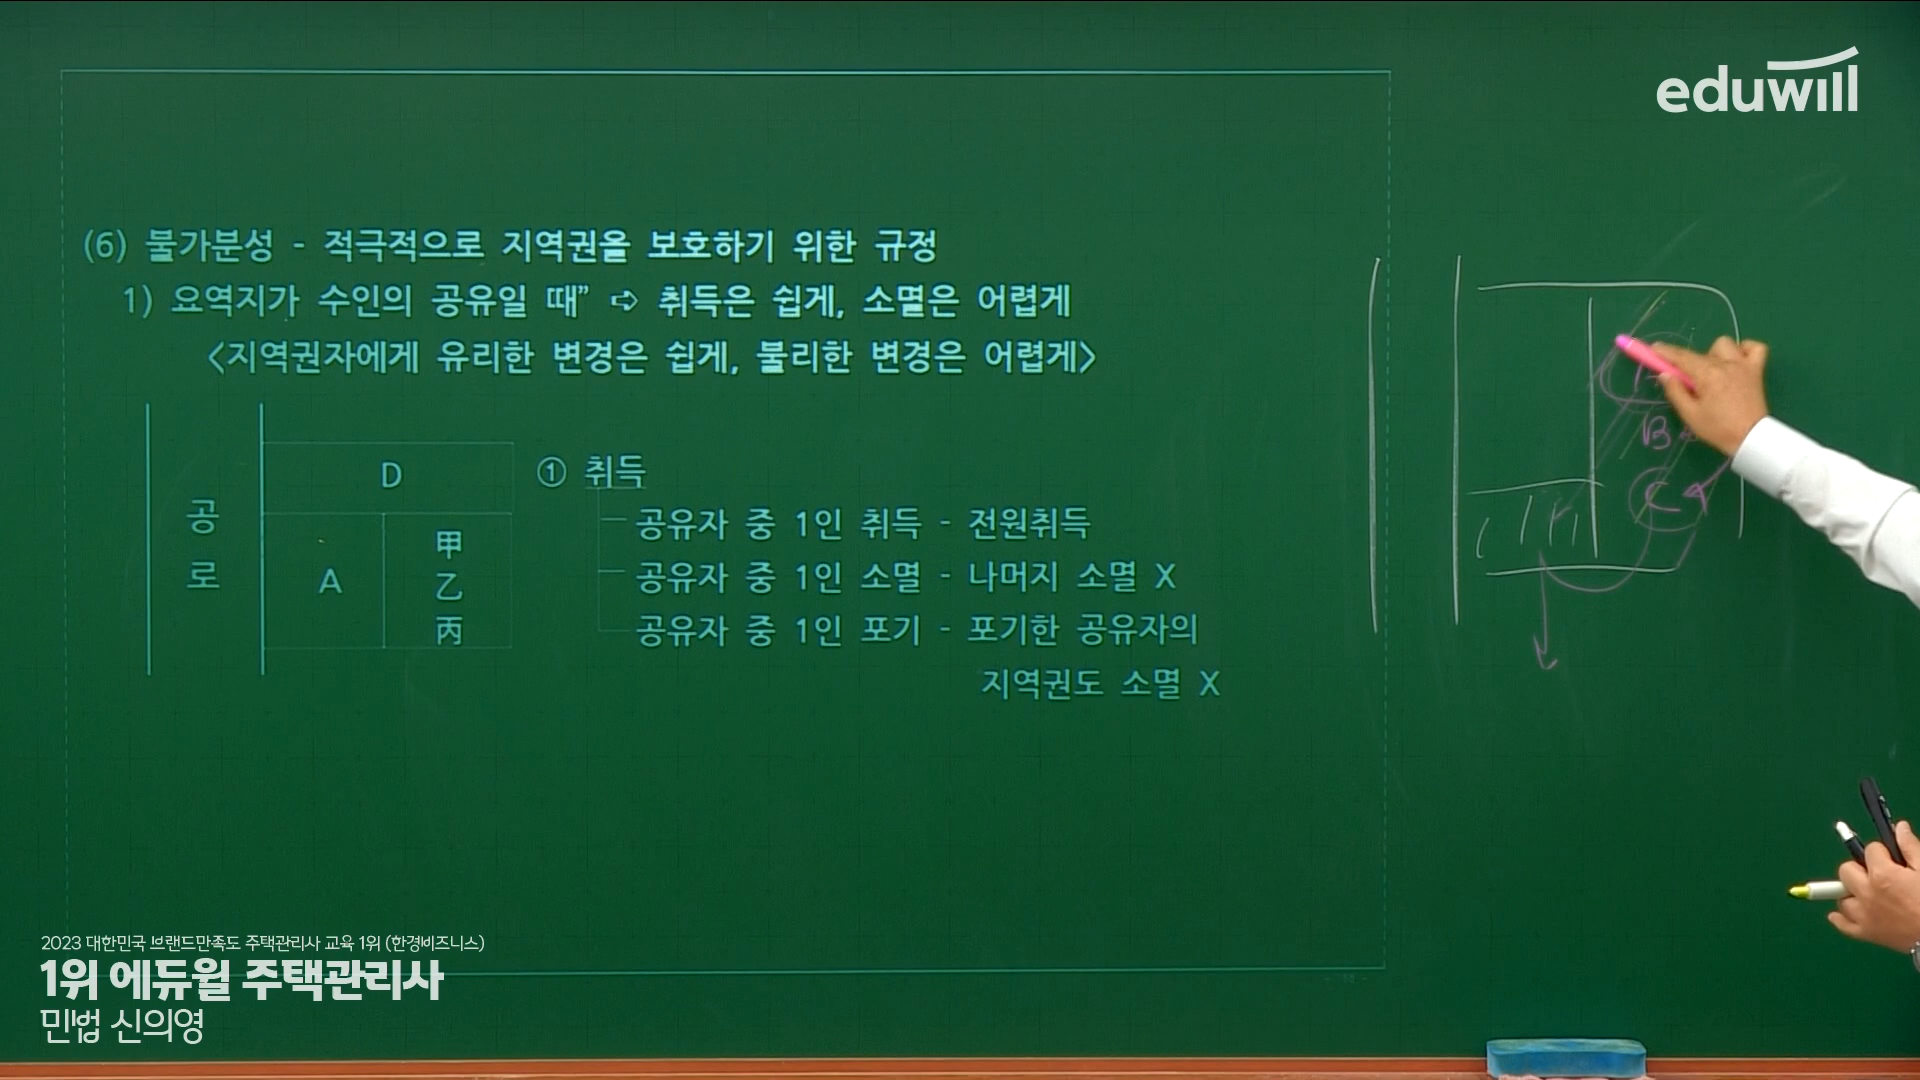 eduwill
(6) 불가분성 - 적극적으로 지역권을 보호하기 위한 규정
1) 요역지가 수인의 공유일 때" ➪ 취득은 쉽게, 소멸은 어렵게
<지역권자에게 유리한 변경은 쉽게, 불리한 변경은 어렵게>
공
로
D
A
甲
乙
丙
① 취득
공유자 중 1인 취득 - 전원취득
공유자 중 1인 소멸 - 나머지 소멸 X
공유자 중 1인 포기 - 포기한 공유자의
지역권도 소멸 X
B
C
2023 대한민국 브랜드만족도 주택관리사 교육 1위 (한경비즈니스)
1위 에듀윌 주택관리사
민법 신의영